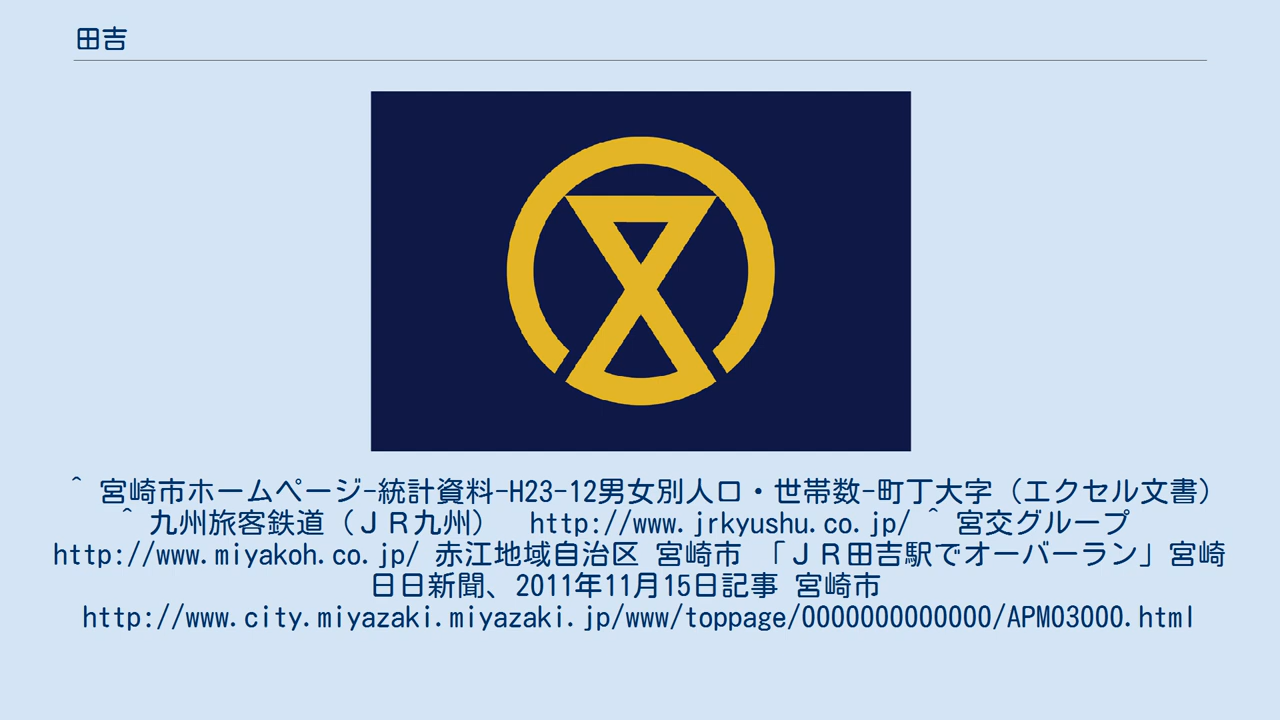 田吉
^ 宮崎市ホームページ-統計資料-H23-12男女別人口・世帯数-町丁大字（エクセル文書）
^ 九州旅客鉄道（ＪＲ九州）　http://www.jrkyushu.co.jp/ ^ 宮交グループ
http://www.miyakoh.co.jp/ 赤江地域自治区 宮崎市 「ＪＲ田吉駅でオーバーラン」宮崎
日日新聞、2011年11月15日記事 宮崎市
http://www.city.miyazaki.miyazaki.jp/www/toppage/0000000000000/APM03000.html